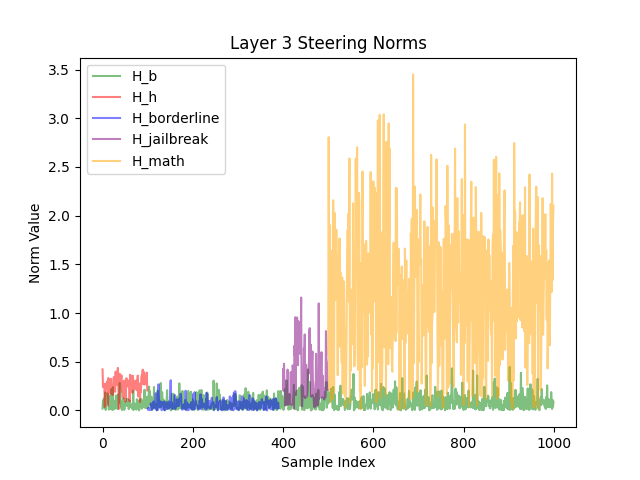 Layer 3 Steering Norms
3.5
3.0
2.5
2.0
1.5
1.0
0.5
0.0
Norm Value
H_b
H_h
H_borderline
H_jailbreak
H_math
0 200 400 600 800 1000
Sample Index